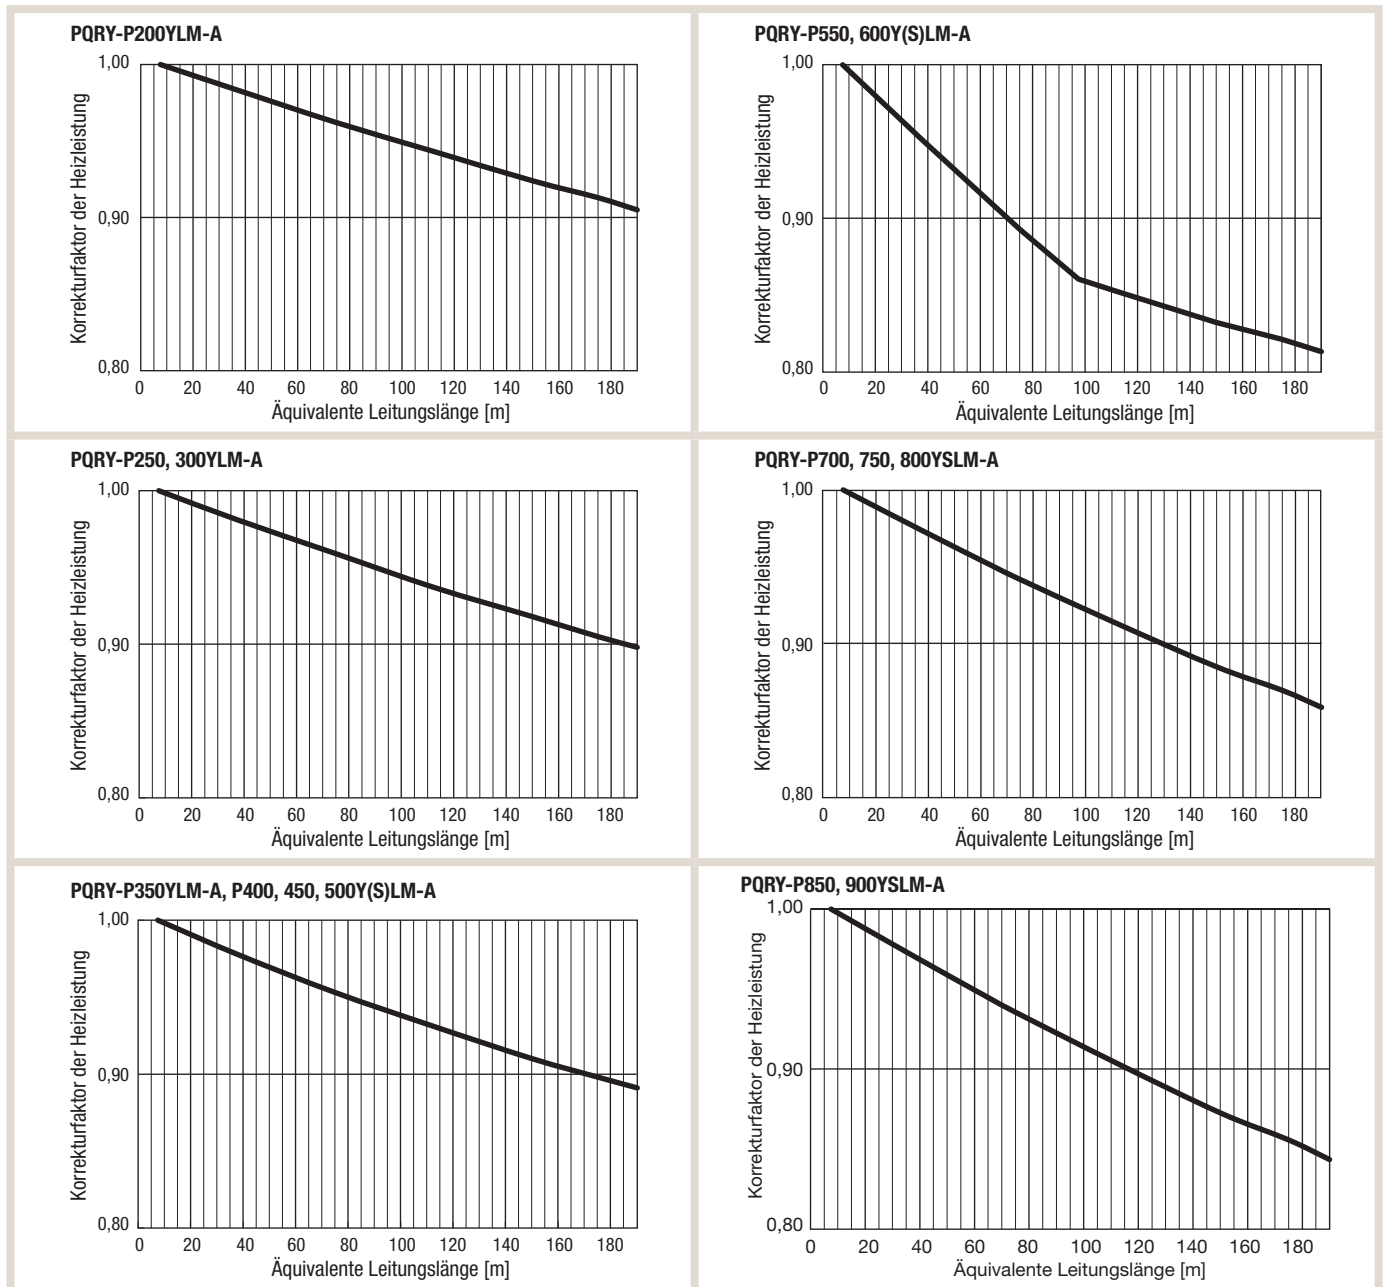 PQRY-P200YLM-A
Korrekturfaktor der Heizleistung
1,00
0,90
0,80
0 20 40 60 80 100 120 140 160 180
Äquivalente Leitungslänge [m]
PQRY-P550, 600Y(S)LM-A
Korrekturfaktor der Heizleistung
1,00
0,90
0,80
0 20 40 60 80 100 120 140 160 180
Äquivalente Leitungslänge [m]
PQRY-P250, 300YLM-A
Korrekturfaktor der Heizleistung
1,00
0,90
0,80
0 20 40 60 80 100 120 140 160 180
Äquivalente Leitungslänge [m]
PQRY-P700, 750, 800YSLM-A
Korrekturfaktor der Heizleistung
1,00
0,90
0,80
0 20 40 60 80 100 120 140 160 180
Äquivalente Leitungslänge [m]
PQRY-P350YLM-A, P400, 450, 500Y(S)LM-A
Korrekturfaktor der Heizleistung
1,00
0,90
0,80
0 20 40 60 80 100 120 140 160 180
Äquivalente Leitungslänge [m]
PQRY-P850, 900YSLM-A
Korrekturfaktor der Heizleistung
1,00
0,90
0,80
0 20 40 60 80 100 120 140 160 180
Äquivalente Leitungslänge [m]